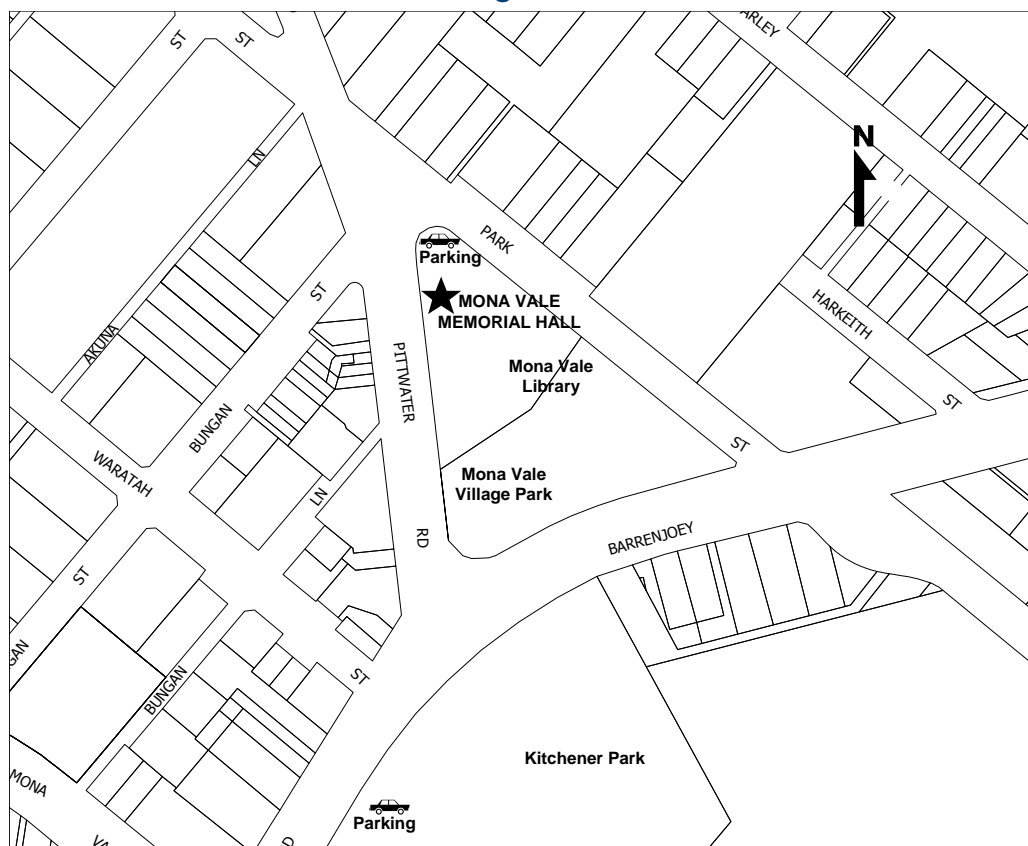 ST
ST
ARLEY
N
LN
PARK
Parking
ST
MONA VALE
MEMORIAL HALL
HARKEITH
AKUNA
PITTWATER
Mona Vale
Library
ST
BUNGAN
ST
WARATAH
Mona Vale
Village Park
LN
RD
BARRENJOEY
ST
GAN
ST
BUNGAN
Kitchener Park
MONA
VA
Parking
D